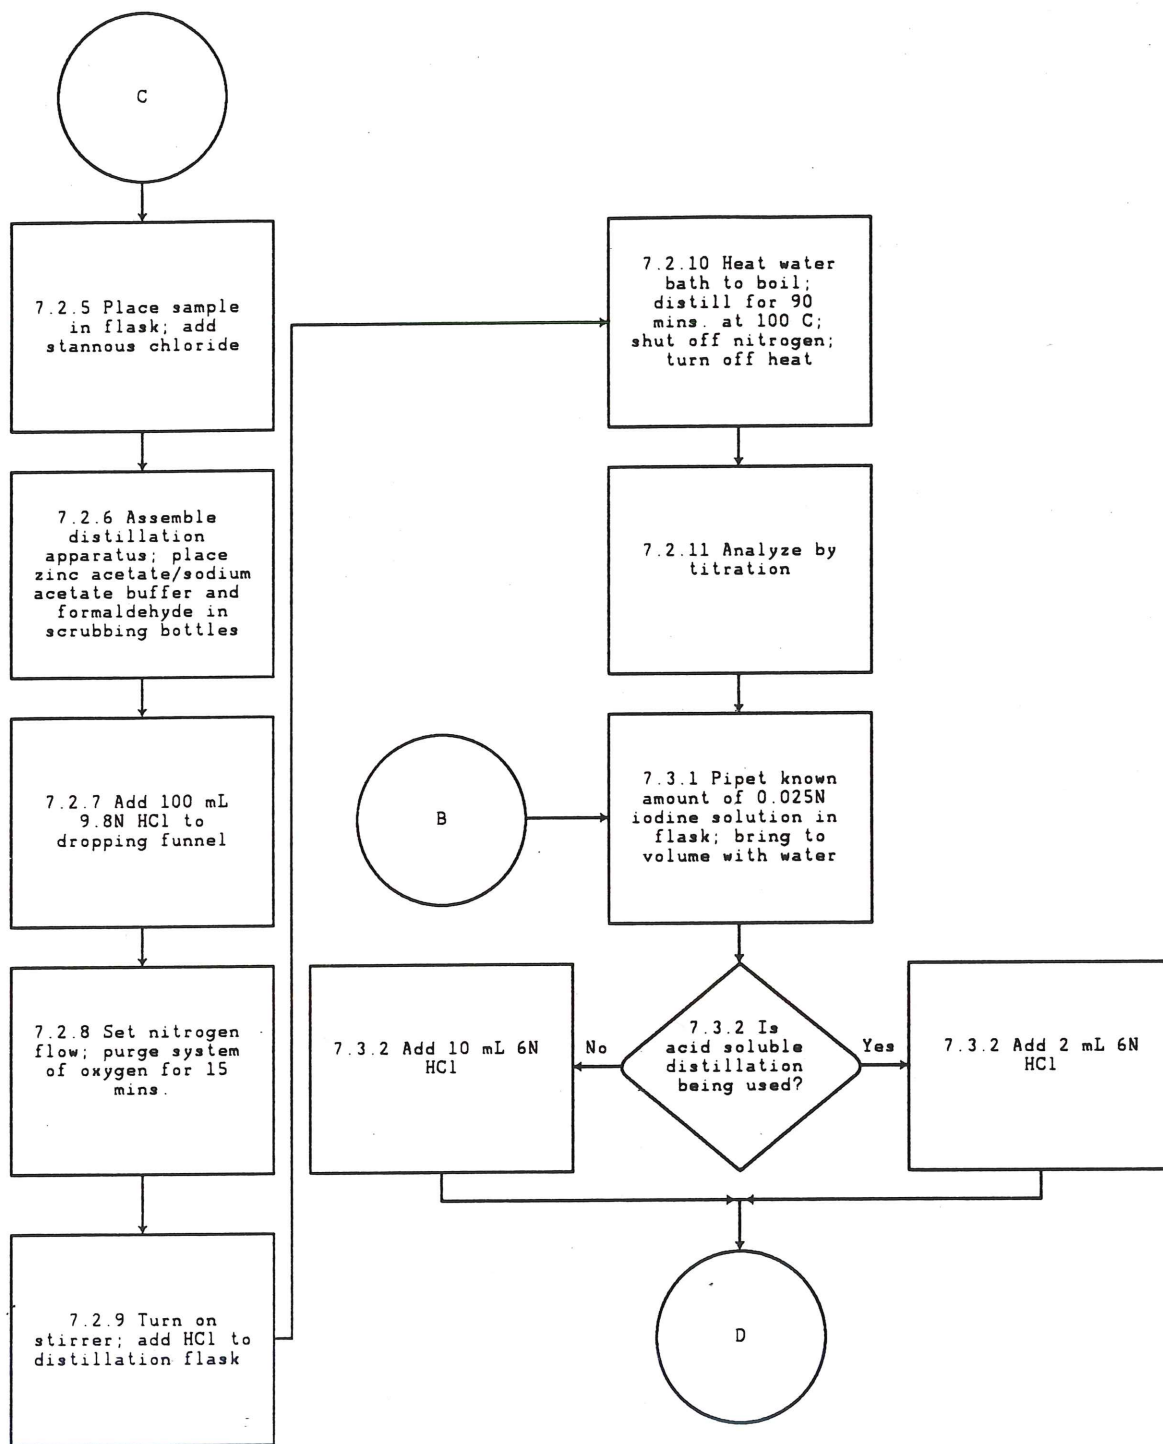 C
7.2.5 Place sample
in flask; add
stannous chloride
7.2.6 Assemble
distillation
apparatus; place
zinc acetate/sodium
acetate buffer and
formaldehyde in
scrubbing bottles
7.2.7 Add 100 mL
9.8N HCl to
dropping funnel
7.2.8 Set nitrogen
flow; purge system
of oxygen for 15
mins.
7.2.9 Turn on
stirrer; add HCl to
distillation flask
7.2.10 Heat water
bath to boil;
distill for 90
mins. at 100 C;
shut off nitrogen;
turn off heat
7.2.11 Analyze by
titration
B
7.3.1 Pipet known
amount of 0.025N
iodine solution in
flask; bring to
volume with water
7.3.2 Is
acid soluble
distillation
being used?
No
7.3.2 Add 10 mL 6N
HCl
Yes
7.3.2 Add 2 mL 6N
HCl
D